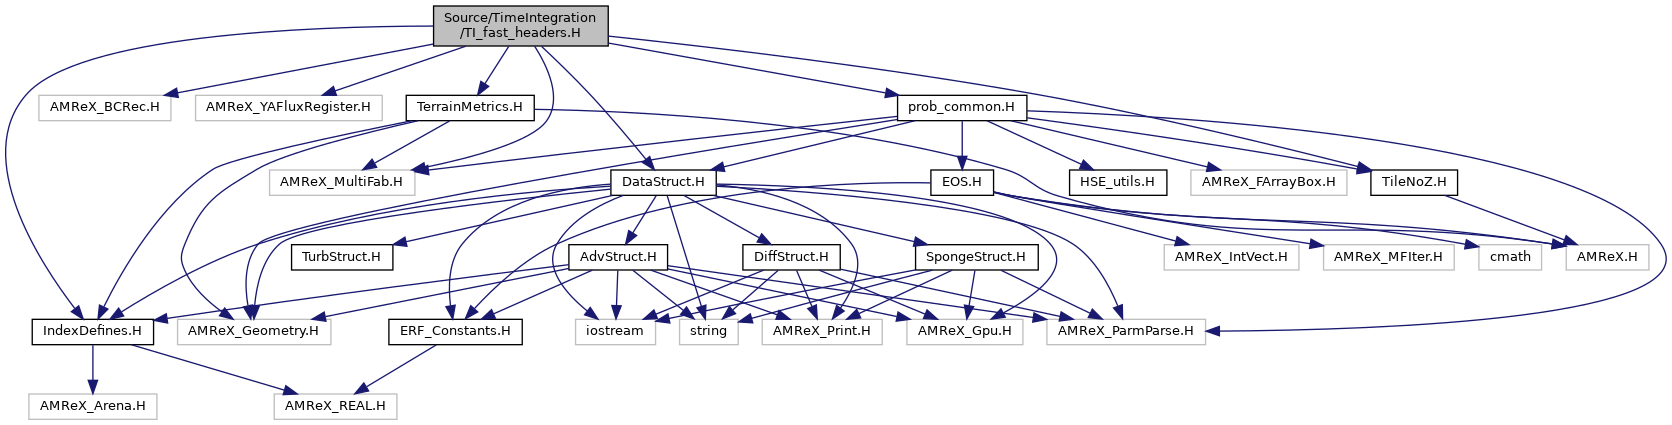 Source/TimeIntegration
/TI_fast_headers.H
AMReX_BCRec.H
AMReX_YAFluxRegister.H
TerrainMetrics.H
prob_common.H
AMReX_MultiFab.H
DataStruct.H
EOS.H
HSE_utils.H
AMReX_FArrayBox.H
TileNoZ.H
TurbStruct.H
AdvStruct.H
DiffStruct.H
SpongeStruct.H
AMReX_IntVect.H
AMReX_MFIter.H
cmath
AMReX.H
IndexDefines.H
AMReX_Geometry.H
ERF_Constants.H
iostream
string
AMReX_Print.H
AMReX_Gpu.H
AMReX_ParmParse.H
AMReX_Arena.H
AMReX_REAL.H